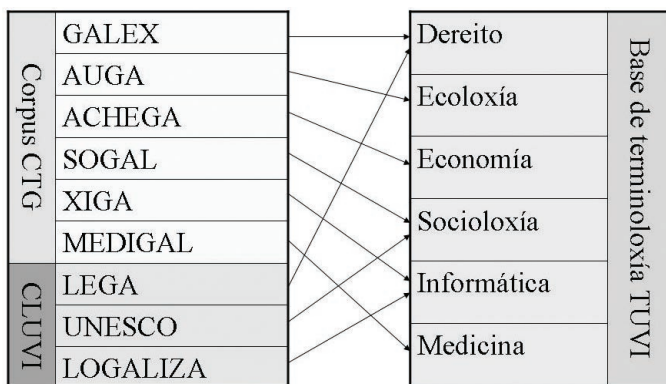 Corpus CTG
GALEX
AUGA
ACHEGA
SOGAL
XIGA
MEDIGAL
CLUVI
LEGA
UNESCO
LOGALIZA
Dereito
Ecoloxía
Economía
Socioloxía
Informática
Medicina
Base de terminoloxía TUVI